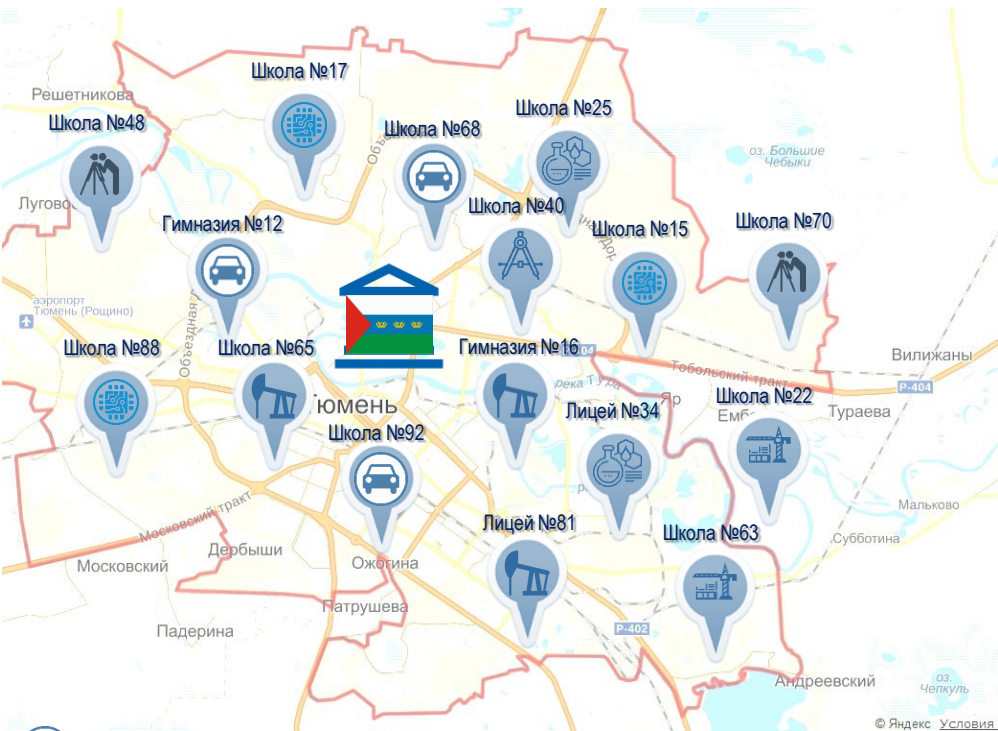 Школа №17
Решетникова
Школа №25
Школа №48
Школа №68
оз. Большие
Чебыки
Луговое
Школа №40
Гимназия №12
Школа №15
Школа №70
аэропорт
Тюмень (Рощино)
Объездная
Школа №88
Школа №65
Гимназия №16
404
Вилижаны
Тобольский тракт
река Тура
Р-404
Тюмень
Яр
Школа №22
Лицей №34
Тураева
Школа №92
Мальково
Московский тракт
Лицей №81
Школа №63
Субботина
Дербыши
Ожогина
Московский
Патрушева
Падерина
Р-402
Андреевский
оз.
Чепкуль
© Яндекс Условия